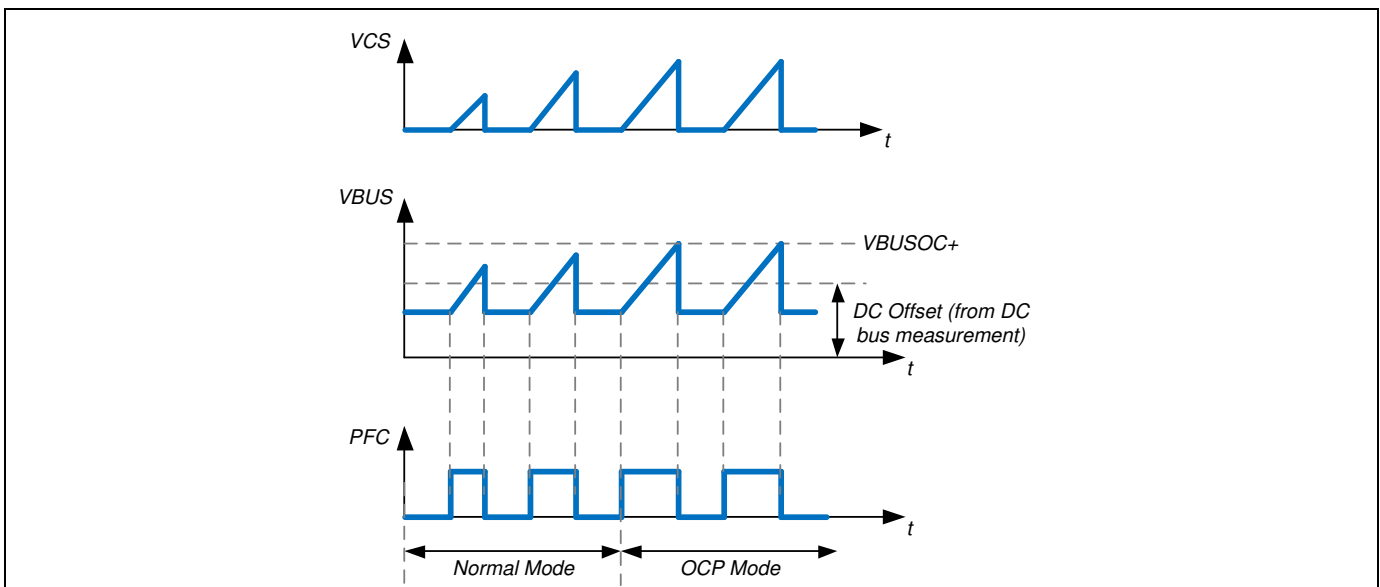 VCS
t
VBUS
VBUSOC+
DC Offset (from DC
bus measurement)
t
PFC
t
Normal Mode
OCP Mode